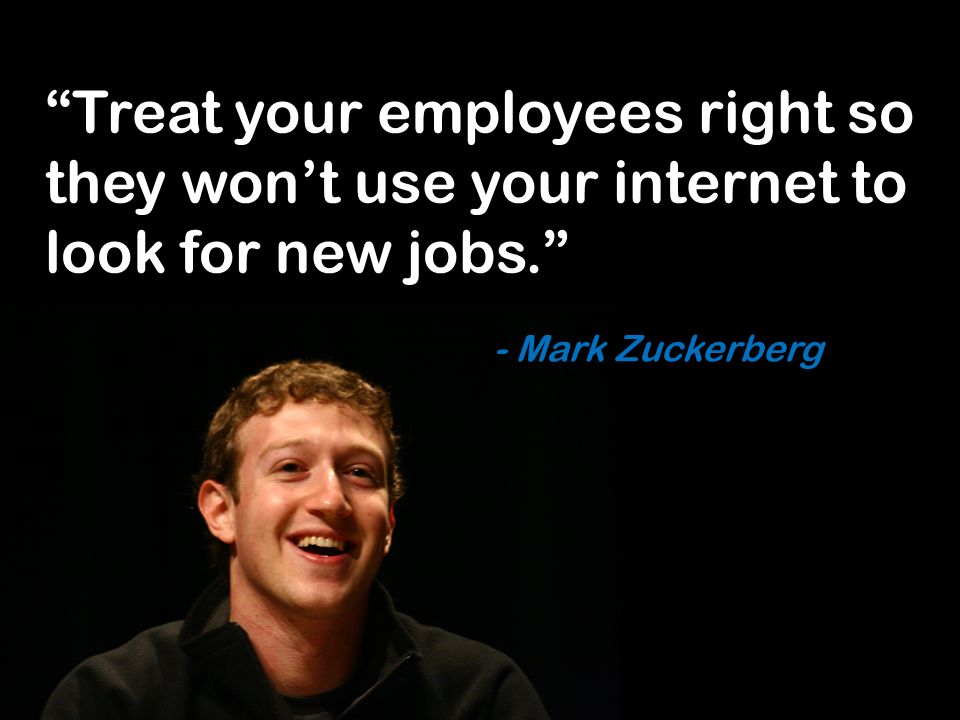 “Treat your employees right so
they won’t use your internet to
look for new jobs.”
- Mark Zuckerberg